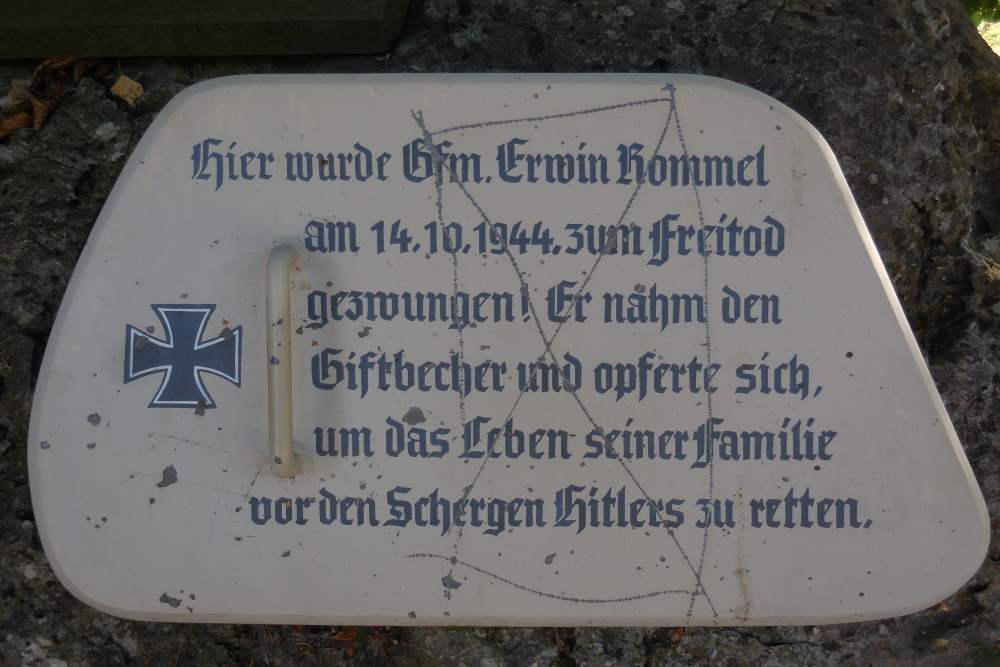 Hier wurde Gfm. Erwin Rommel
am 14.10.1944. zum Freitod
gezwungen! Er nahm den
Giftbecher und opferte sich,
um das Leben seiner Familie
vor den Schergen Hitlers zu retten.